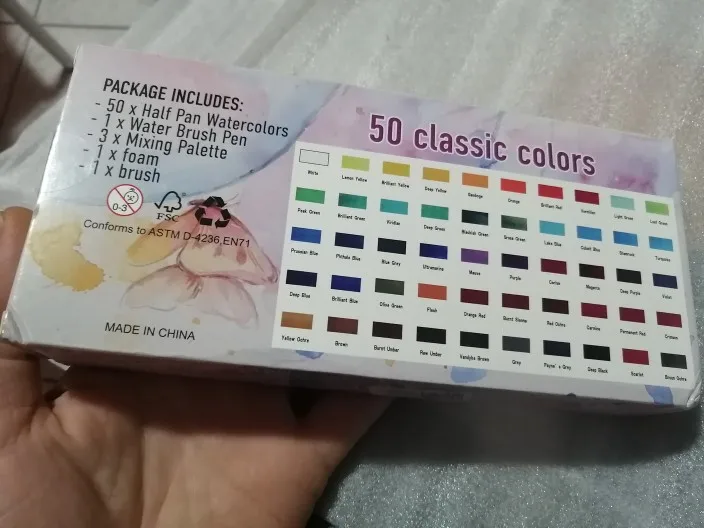 PACKAGE INCLUDES:
- 50 x Half Pan Watercolors
- 1 x Water Brush Pen
- 3 x Mixing Palette
- 1 x foam
- 1 x brush
0-3
FSC
Conforms to ASTM D-4236,EN71
MADE IN CHINA
50 classic colors
White Lemon Yellow Brilliant Yellow Deep Yellow Gamboge Orange Brilliant Red Vermilion Light Green Leaf Green
Peak Green Brilliant Green Viridian Deep Green Blackish Green Grass Green Lake Blue Cobalt Blue Shamrock Turquoise
Prussian Blue Pthalo Blue Blue Grey Ultramarine Mauve Purple Cerise Magenta Deep Purple Violet
Deep Blue Brilliant Blue Olive Green Flesh Orange Red Burnt Sienna Red Ochre Carmine Permanent Red Crimson
Yellow Ochre Brown Burnt Umber Raw Umber Vandyke Brown Grey Payne' s Grey Deep Black Scarlet Brown Ochre